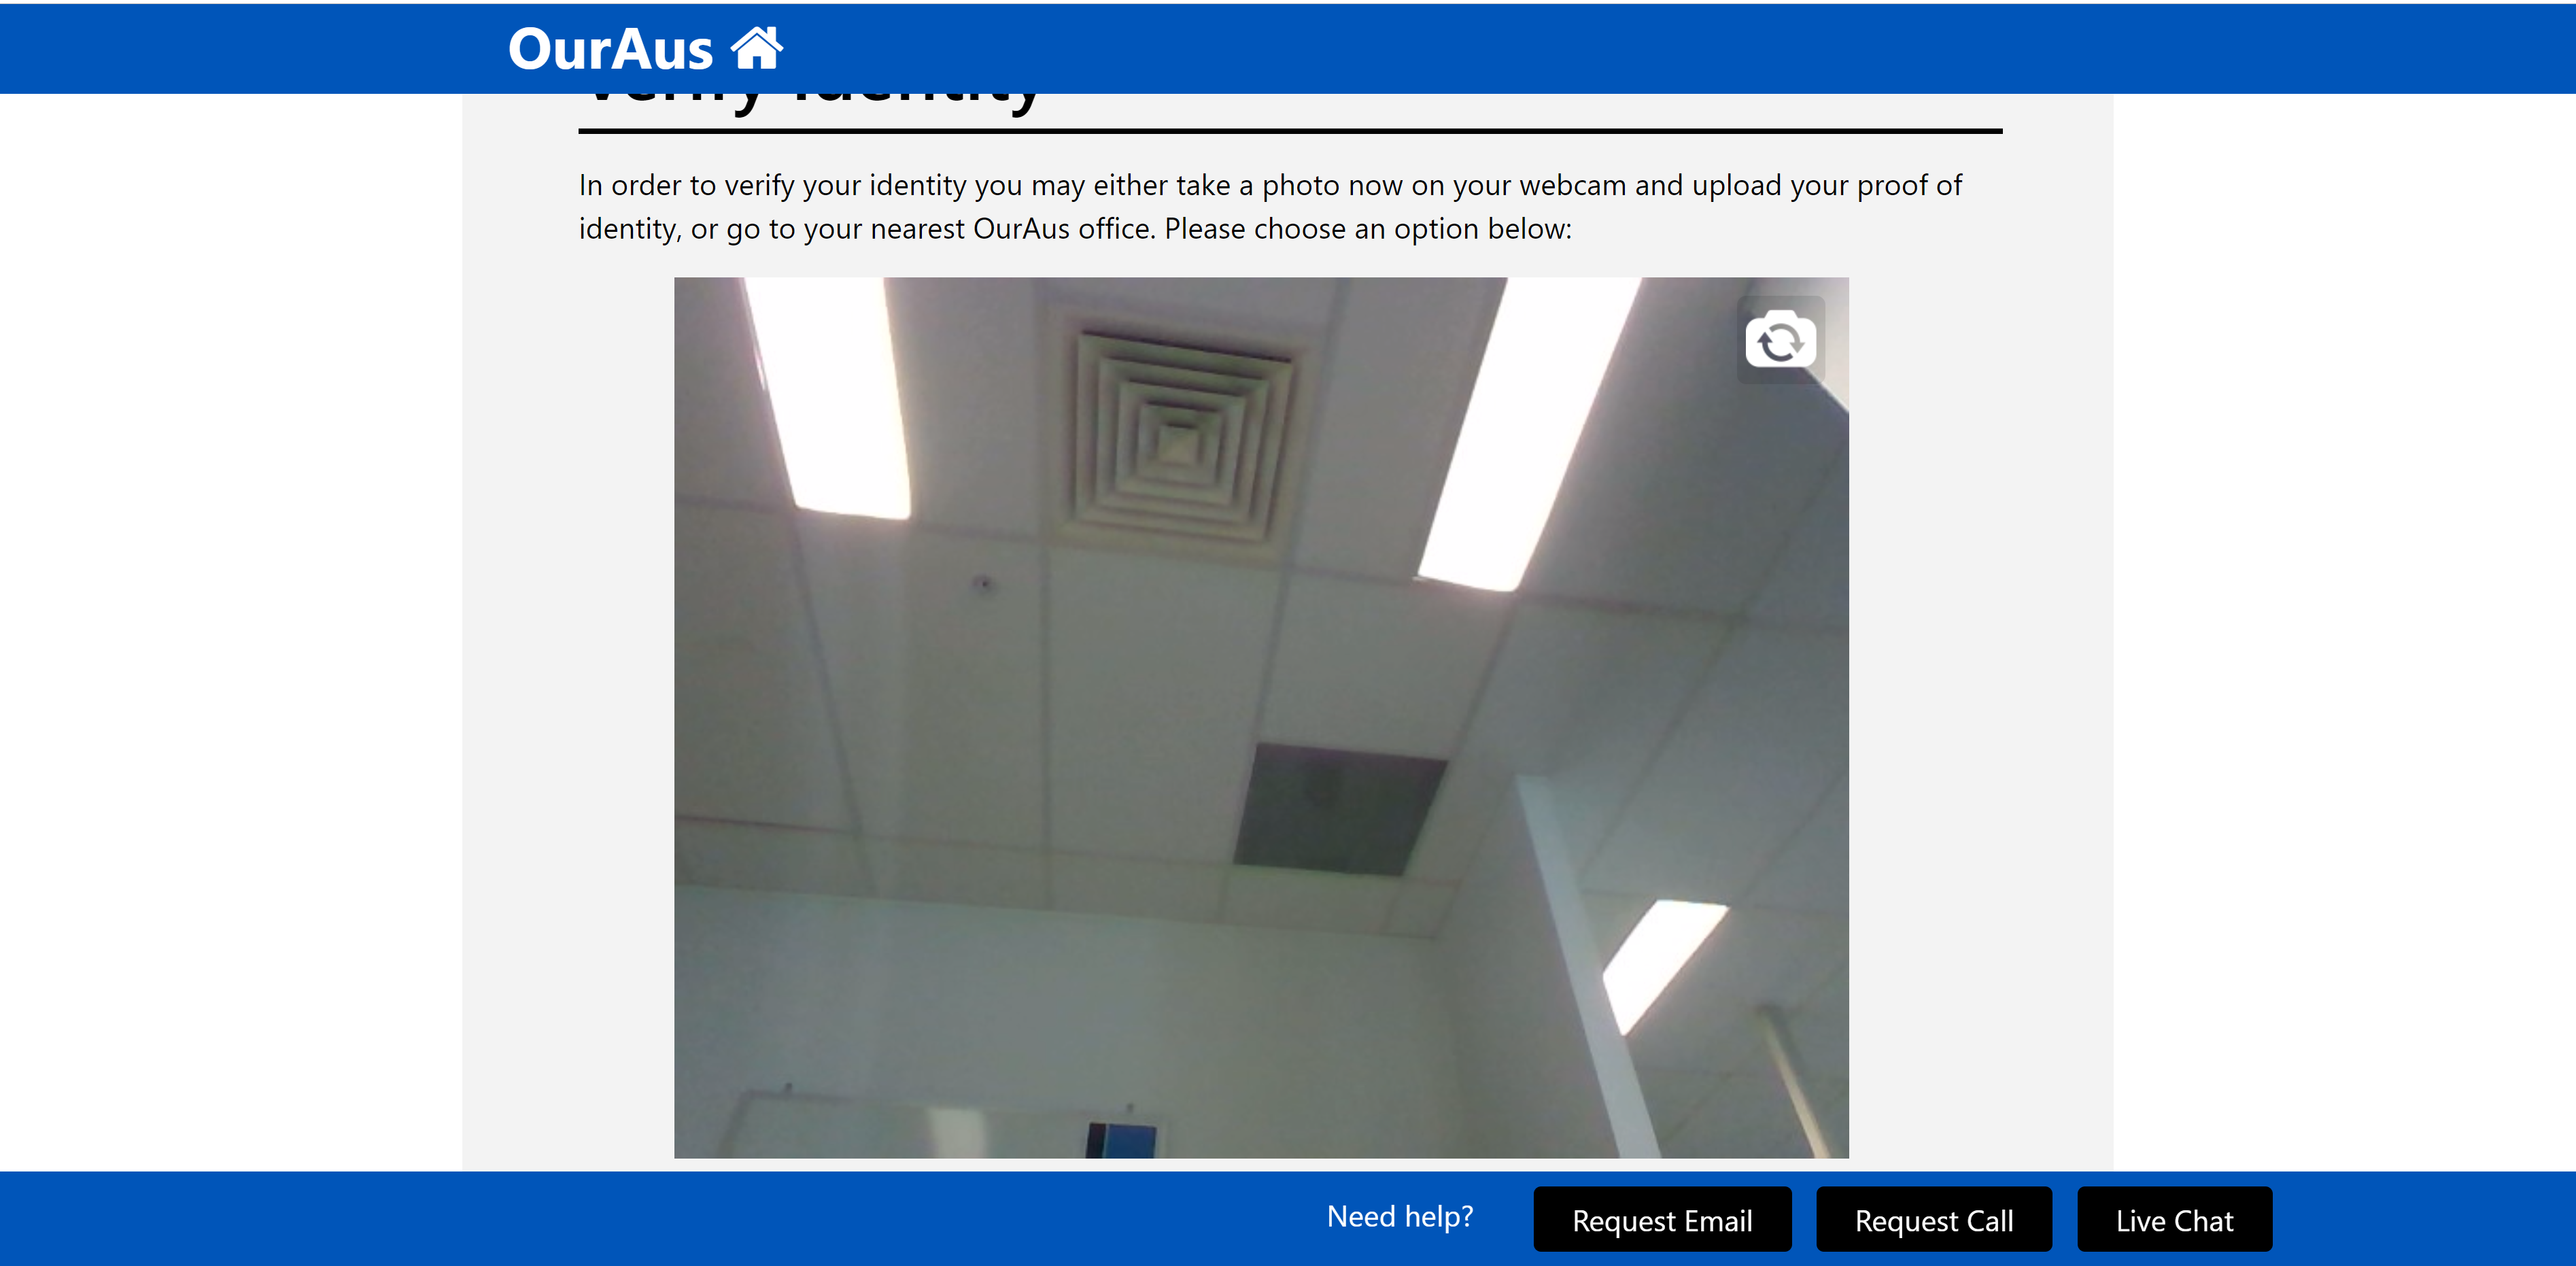 OurAus
Verify Identity
In order to verify your identity you may either take a photo now on your webcam and upload your proof of
identity, or go to your nearest OurAus office. Please choose an option below:
Need help?
Request Email
Request Call
Live Chat